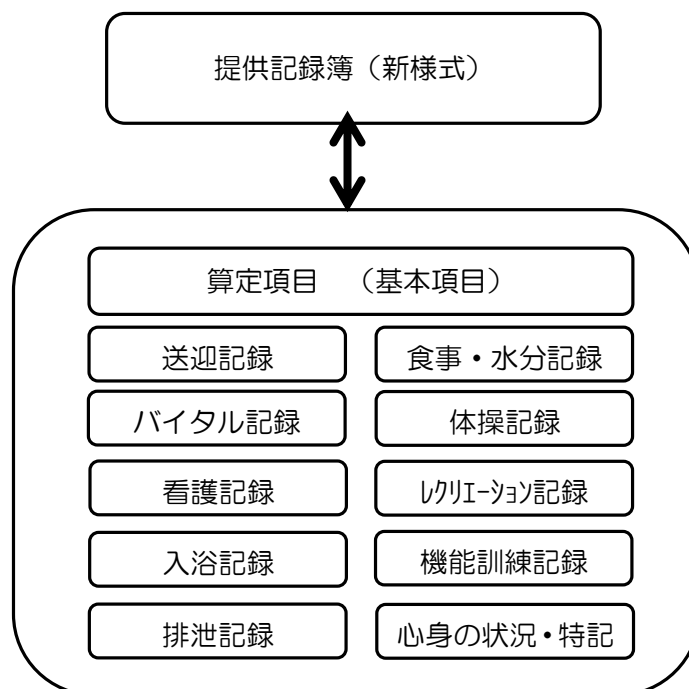 提供記録簿（新様式）
算定項目　（基本項目）
送迎記録
食事・水分記録
バイタル記録
体操記録
看護記録
ﾚｸﾘｴｰｼｮﾝ記録
入浴記録
機能訓練記録
排泄記録
心身の状況・特記